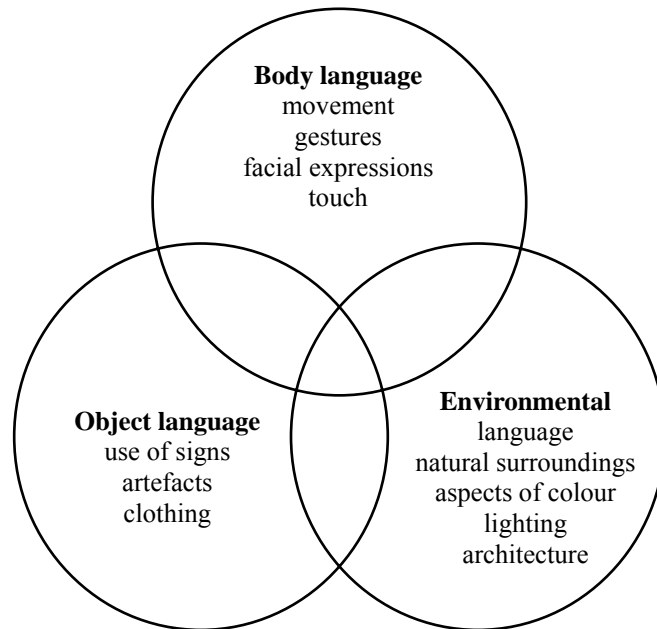 Body language
movement
gestures
facial expressions
touch
Object language
use of signs
artefacts
clothing
Environmental
language
natural surroundings
aspects of colour
lighting
architecture